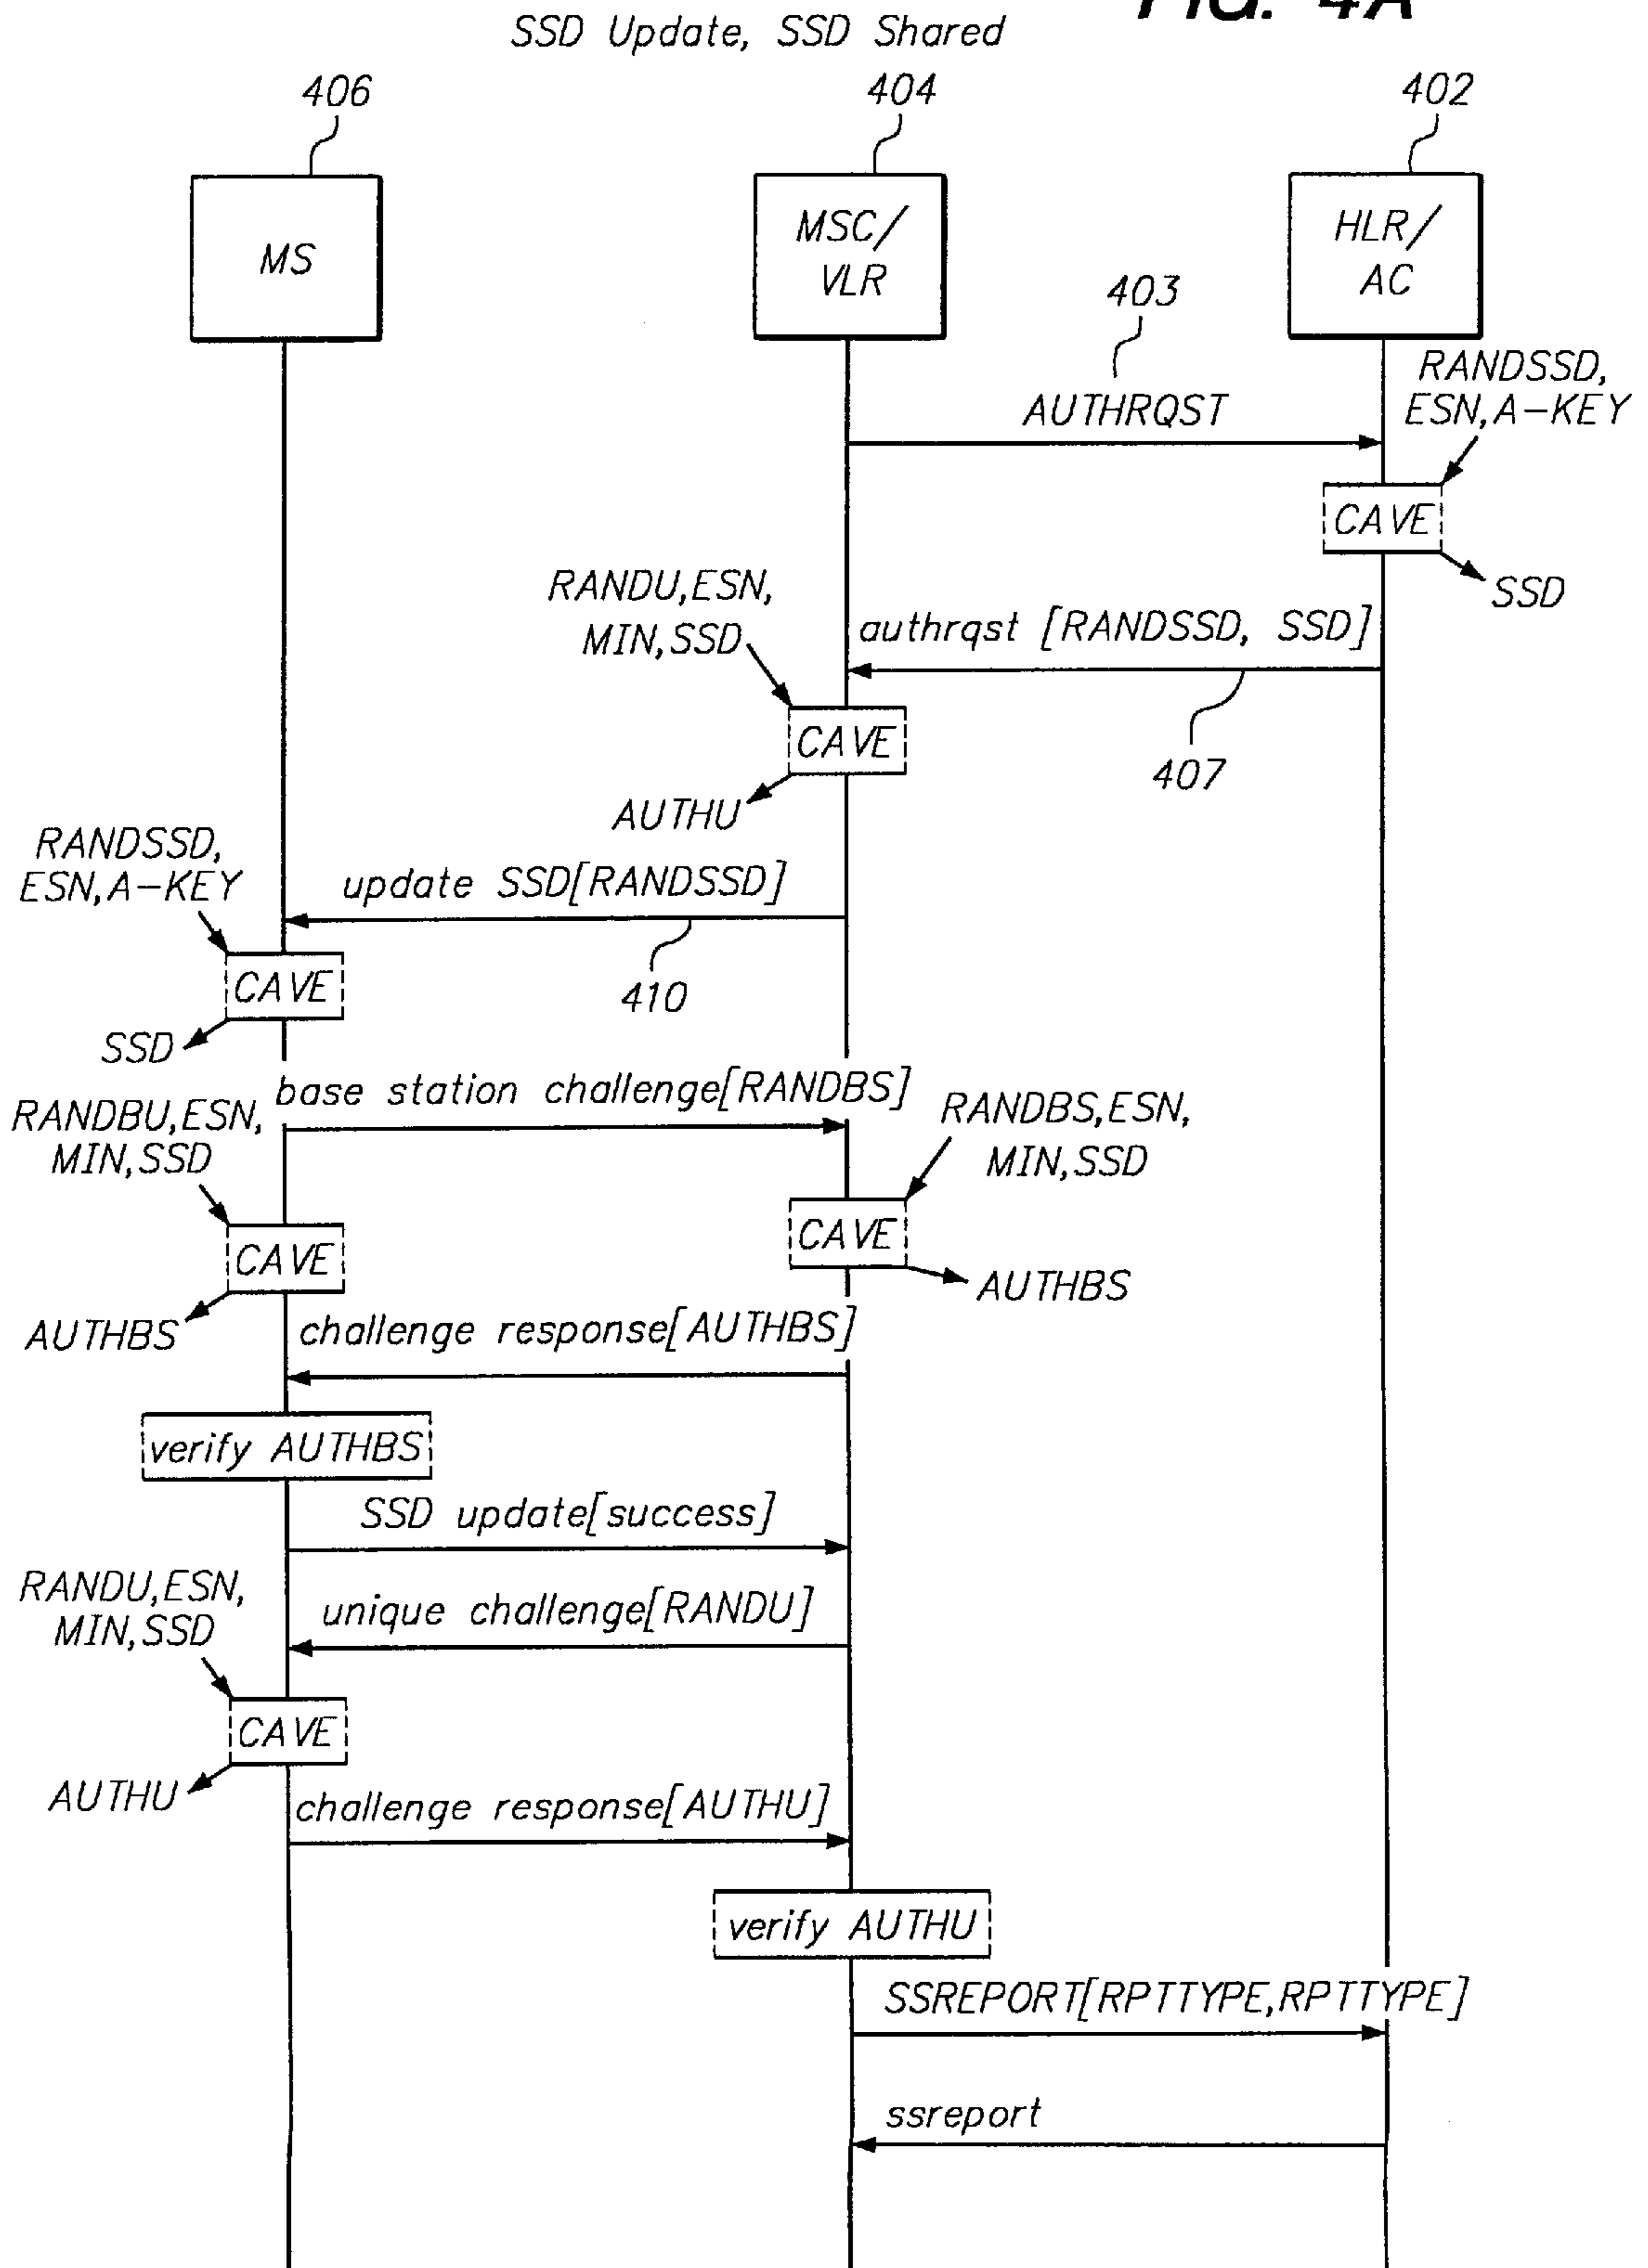 FIG. 4A
SSD Update, SSD Shared
406
404
402
MS
MSC/
VLR
HLR/
AC
403
AUTHRQST
RANDSSD,
ESN,A-KEY
CAVE
SSD
RANDU,ESN,
MIN,SSD
authrqst [RANDSSD, SSD]
CAVE
407
AUTHU
RANDSSD,
ESN,A-KEY
update SSD[RANDSSD]
CAVE
410
SSD
base station challenge[RANDBS]
RANDBU,ESN,
MIN,SSD
RANDBS,ESN,
MIN,SSD
CAVE
CAVE
AUTHBS
AUTHBS
challenge response[AUTHBS]
verify AUTHBS
SSD update[success]
RANDU,ESN,
MIN,SSD
unique challenge[RANDU]
CAVE
AUTHU
challenge response[AUTHU]
verify AUTHU
SSREPORT[RPTTYPE,RPTTYPE]
ssreport